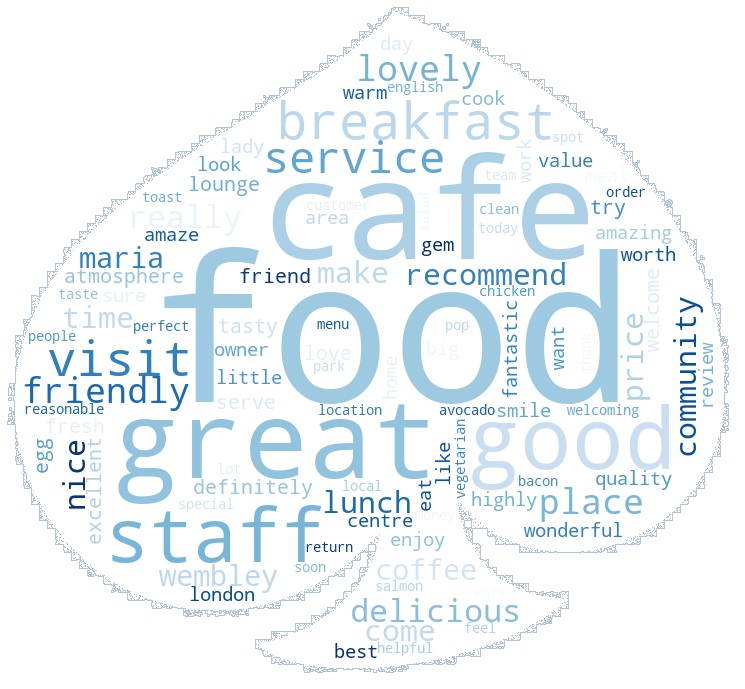 day
lovely
warm english
cook
breakfast
spot
lady
service
work
value
look
cafe
team
meal
lounge
order
toast
customer
salad
clean
try
really
area
today
amaze
gem
amazing
maria
friend
make
recommend
worth
atmosphere
welcome
taste
sure
chicken
time
food
people
perfect
tasty
menu
pop
fantastic
want
price
community
owner
love
big
thank
review
visit
park
home
little
friendly
serve
reasonable
location
avocado
smile
welcoming
fresh
great
good
egg
nice
excellent
lot
like
vegetarian
definitely
local
eat
bacon
quality
special
lunch
highly
place
staff
centre
money
wonderful
return
enjoy
wembley
soon
coffee
london
salmon
delicious
come
feel
best
helpful